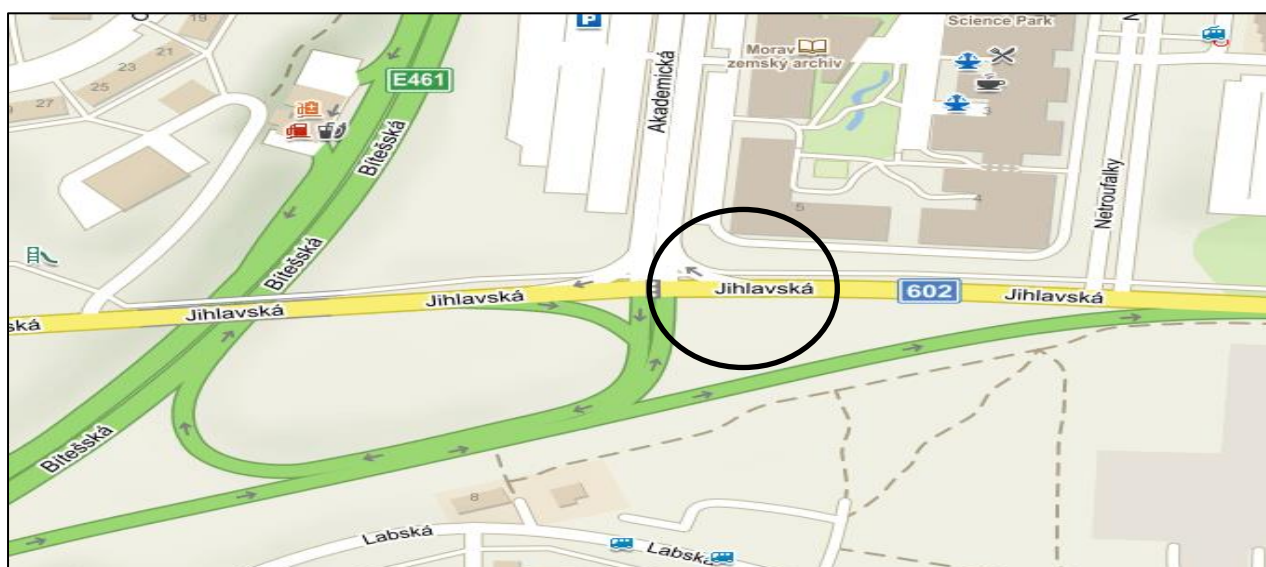 19
21
23
25
27
E461
P
Science Park
Morav
zemský archiv
3
4
5
Akademická
Netroufalky
N
Bítešská
Bítešská
Bítešská
Bítešská
ská
Jihlavská
Jihlavská
Jihlavská
602
Jihlavská
8
Labská
Labská